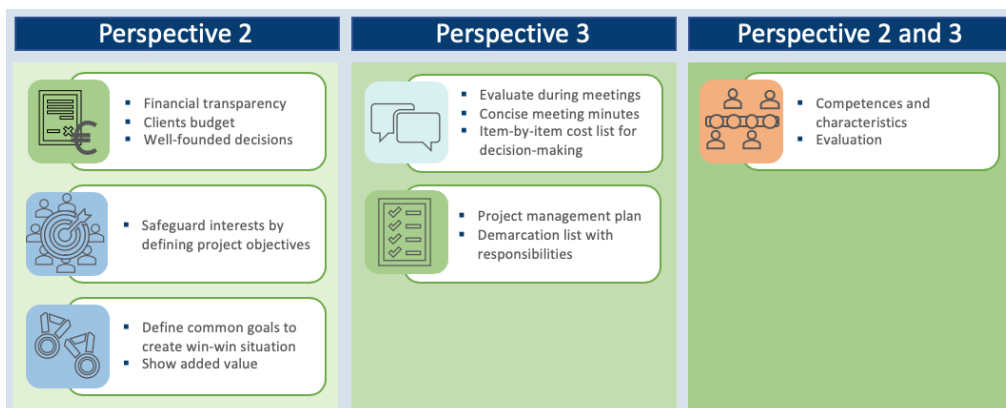 Perspective 2
Financial transparency
Clients budget
Well-founded decisions
Safeguard interests by
defining project objectives
Define common goals to
create win-win situation
Show added value
Perspective 3
Evaluate during meetings
Concise meeting minutes
Item-by-item cost list for
decision-making
Project management plan
Demarcation list with
responsibilities
Perspective 2 and 3
Competences and
characteristics
Evaluation